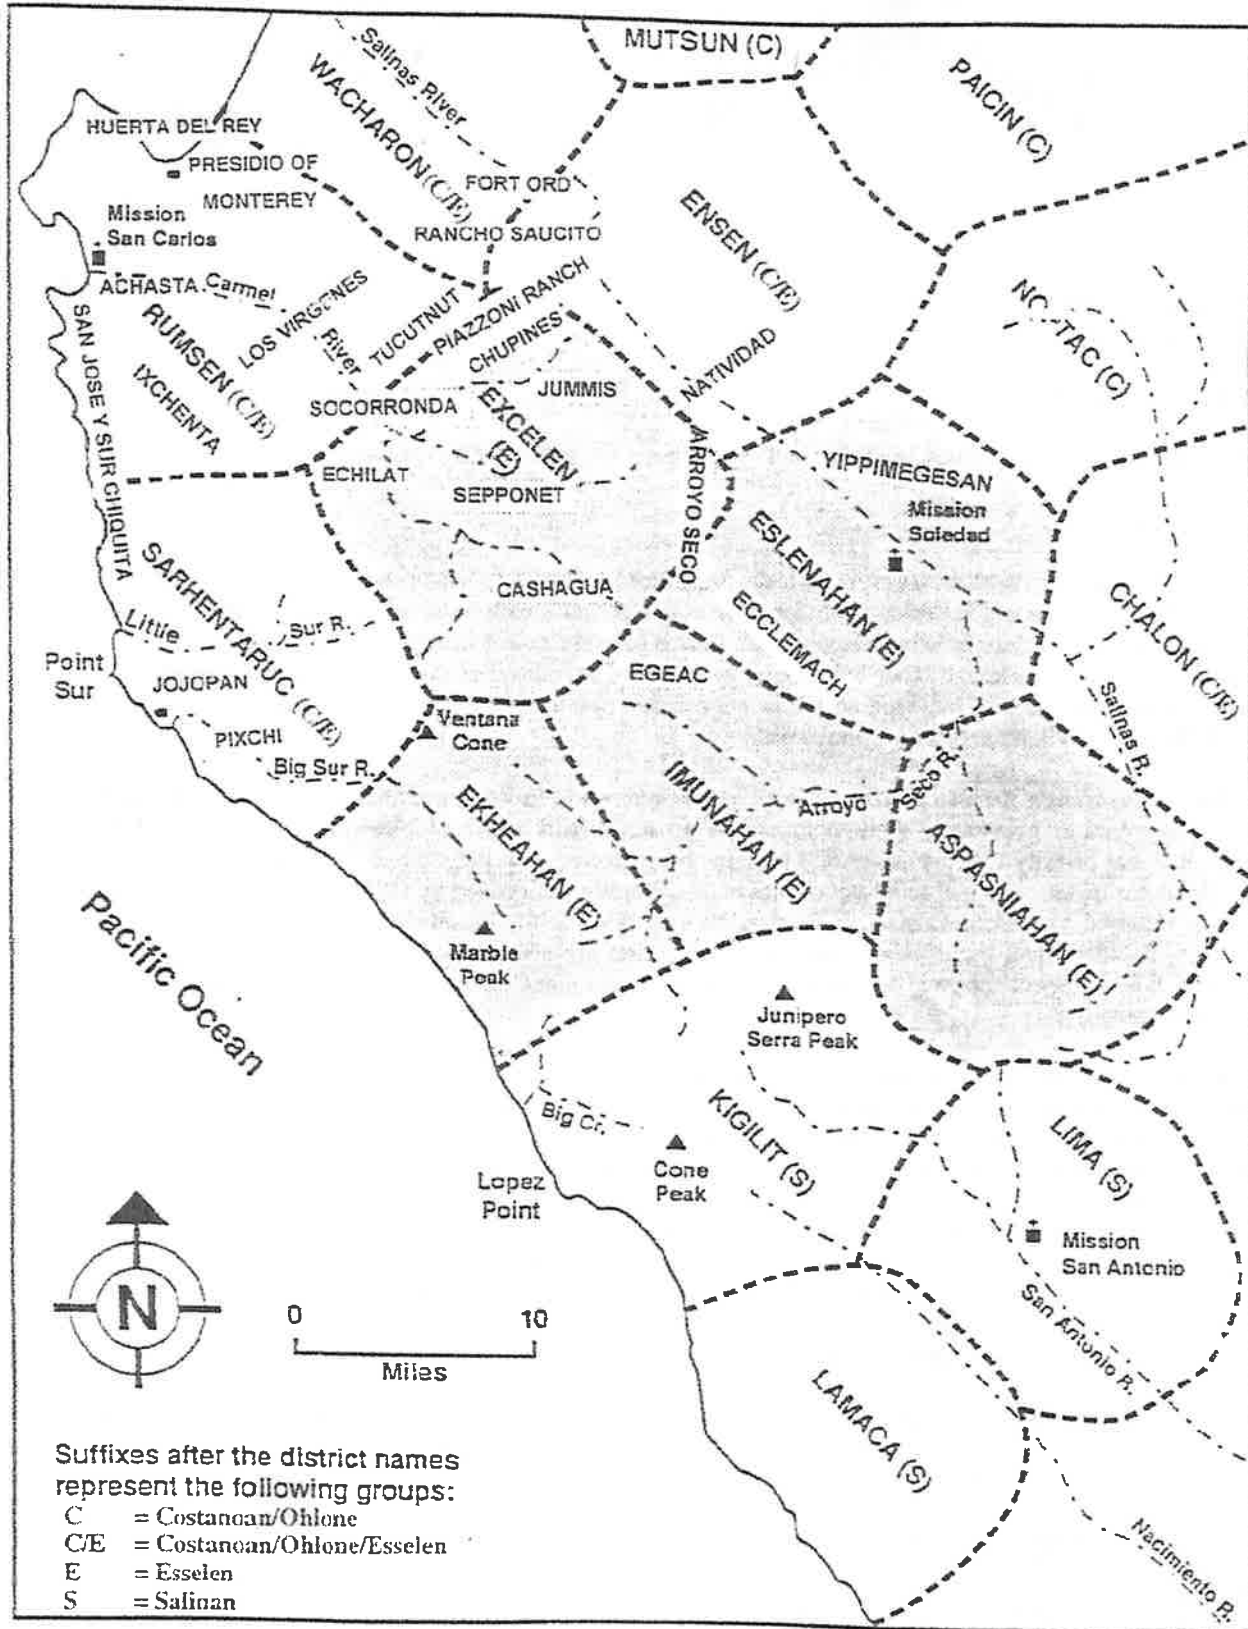 MUTSUN (C)
PAICIN (C)
Salinas River
WACHARON (C/E)
HUERTA DEL REY
PRESIDIO OF
MONTEREY
FORT ORD
ENSEN (C/E)
Mission
San Carlos
RANCHO SAUCITO
ACHASTA
Carmel
River
SAN JOSE Y SUR CHIQUITA
RUMSEN (C/E)
IXCHENTA
LOS VIRGENES
TUCUTNUT
PIAZZONI RANCH
CHUPINES
NATIVIDAD
JUMMIS
SOCORRONDA
EXCELEN
(E)
ECHILAT
SEPPONET
ARROYO SECO
YIPPIMEGESAN
Mission
Soledad
ESLENAHAN (E)
ECCLEMACH
CASHAGUA
CHALON (C/E)
SARHENTARUC (C/E)
Little
Sur R.
Point
Sur
JOJOPAN
PIXCHI
Big Sur R.
EGEAC
Salinas R.
Ventana
Cone
EKHEAHAN (E)
IMUNAHAN (E)
Arroyo
Seco R.
ASPASNIAHAN (E)
Pacific Ocean
Marble
Peak
Junipero
Serra Peak
Big Cr.
KIGILIT (S)
LIMA (S)
Cone
Peak
Lopez
Point
Mission
San Antonio
San Antonio R.
N
0 10
Miles
LAMACA (S)
Nacimiento R.
Suffixes after the district names
represent the following groups:
C = Costanoan/Ohlone
C/E = Costanoan/Ohlone/Esselen
E = Esselen
S = Salinan